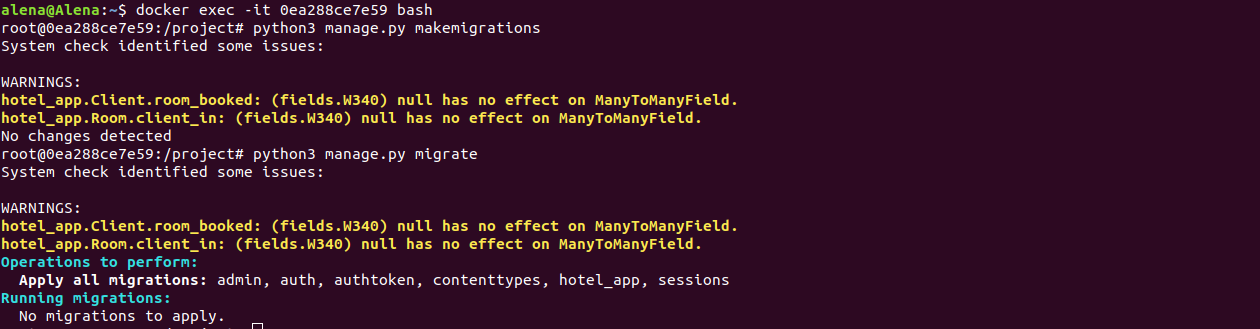 alena@Alena:~$ docker exec -it 0ea288ce7e59 bash
root@0ea288ce7e59:/project# python3 manage.py makemigrations
System check identified some issues:
WARNINGS:
hotel_app.Client.room_booked: (fields.W340) null has no effect on ManyToManyField.
hotel_app.Room.client_in: (fields.W340) null has no effect on ManyToManyField.
No changes detected
root@0ea288ce7e59:/project# python3 manage.py migrate
System check identified some issues:
WARNINGS:
hotel_app.Client.room_booked: (fields.W340) null has no effect on ManyToManyField.
hotel_app.Room.client_in: (fields.W340) null has no effect on ManyToManyField.
Operations to perform:
Apply all migrations: admin, auth, authtoken, contenttypes, hotel_app, sessions
Running migrations:
No migrations to apply.